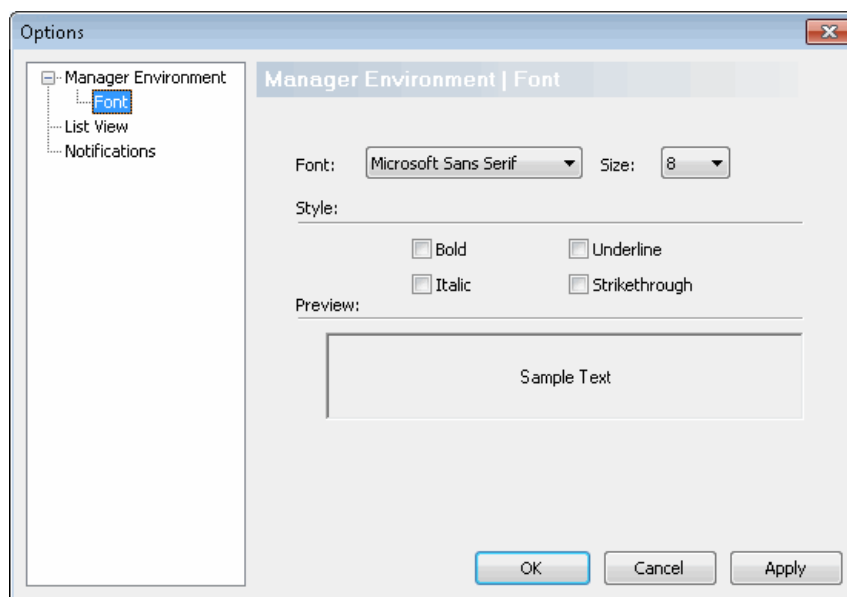 Options
Manager Environment
Font
List View
Notifications
Manager Environment | Font
Font: Microsoft Sans Serif Size: 8
Style:
Bold Underline
Italic Strikethrough
Preview:
Sample Text
OK Cancel Apply